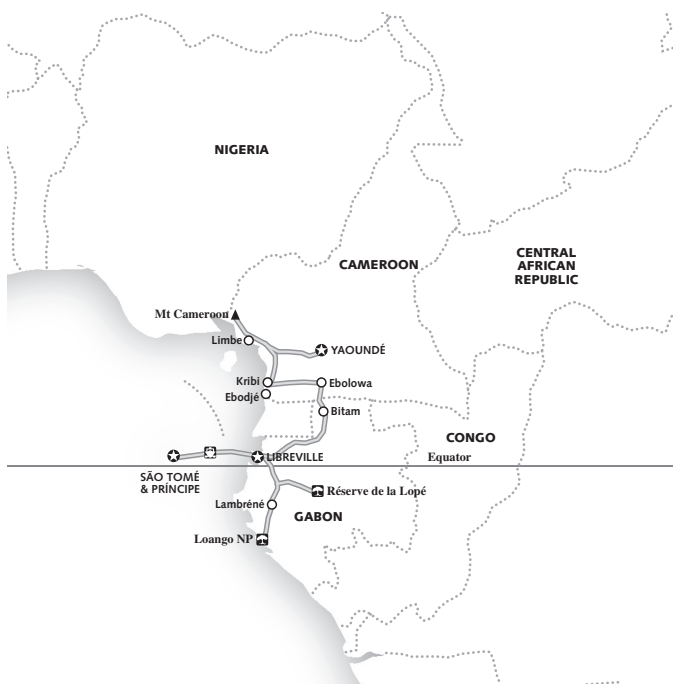 NIGERIA
CAMEROON
CENTRAL
AFRICAN
REPUBLIC
Mt Cameroon
Limbe
YAOUNDÉ
Kribi
Ebolowa
Ebodjé
Bitam
CONGO
LIBREVILLE
Equator
SÃO TOMÉ
& PRÍNCIPE
Réserve de la Lopé
Lambréné
GABON
Loango NP